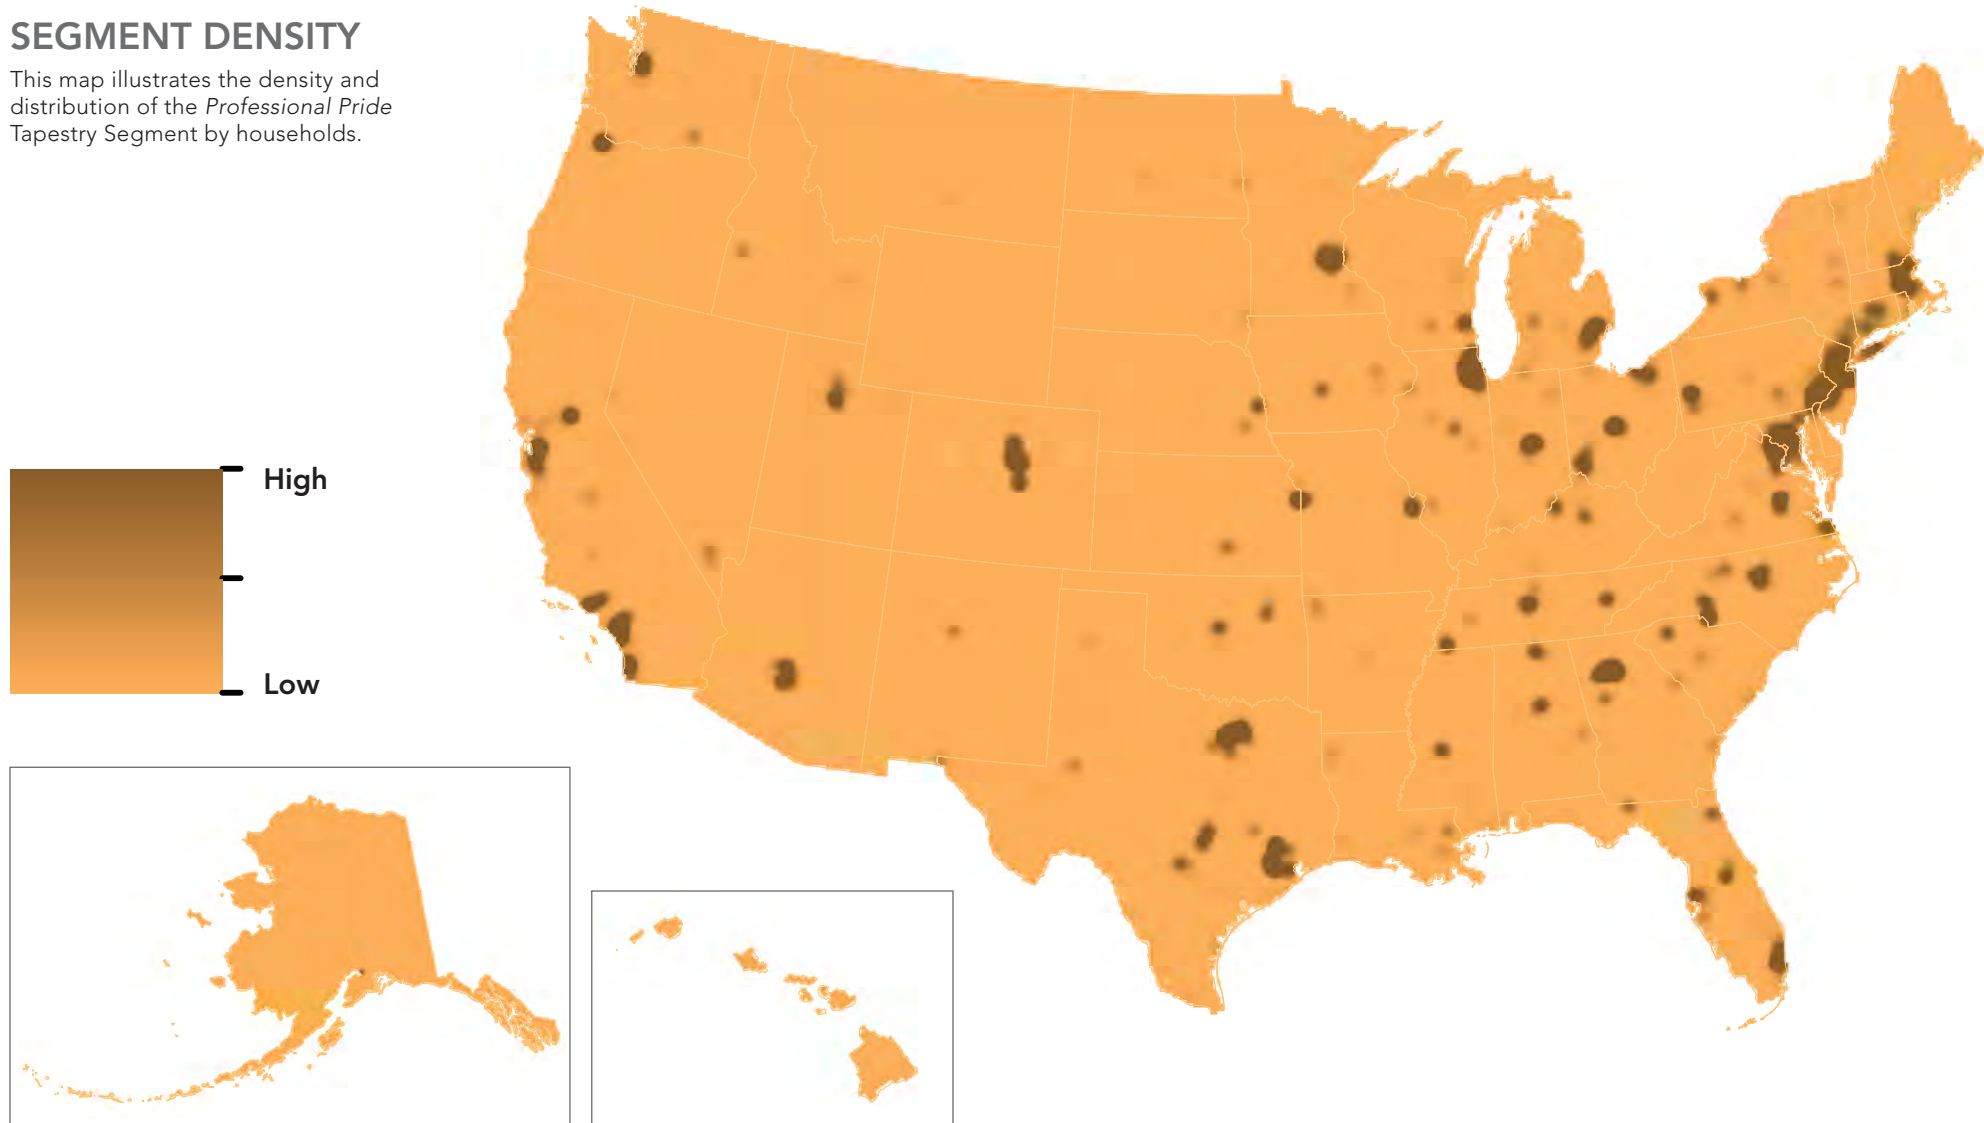 SEGMENT DENSITY
This map illustrates the density and
distribution of the Professional Pride
Tapestry Segment by households.
High
Low